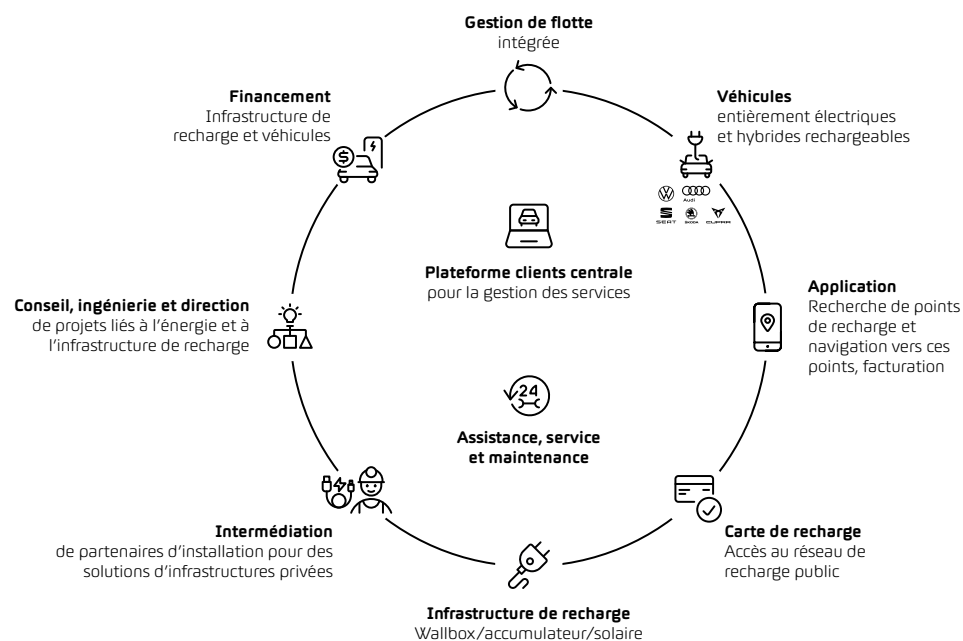 Gestion de flotte
intégrée
Financement
Infrastructure de
recharge et véhicules
$
Véhicules
entièrement électriques
et hybrides rechargeables
VW
Audi
SEAT
ŠKODA
CUPRA
Plateforme clients centrale
pour la gestion des services
Conseil, ingénierie et direction
de projets liés à l'énergie et à
l'infrastructure de recharge
Application
Recherche de points
de recharge et
navigation vers ces
points, facturation
24
Assistance, service
et maintenance
Intermédiation
de partenaires d'installation pour des
solutions d'infrastructures privées
Carte de recharge
Accès au réseau de
recharge public
Infrastructure de recharge
Wallbox/accumulateur/solaire